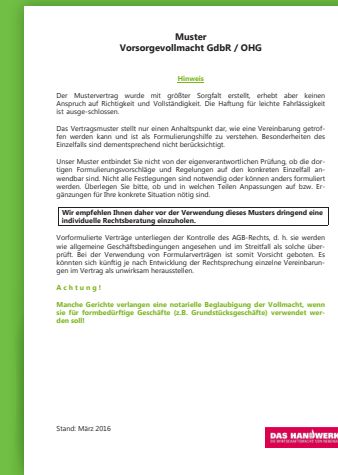 Muster
Vorsorgevollmacht GdbR / OHG
Hinweis
Der Mustervertrag wurde mit größter Sorgfalt erstellt, erhebt aber keinen
Anspruch auf Richtigkeit und Vollständigkeit. Die Haftung für leichte Fahrlässigkeit
ist ausge-schlossen.
Das Vertragsmuster stellt nur einen Anhaltspunkt dar, wie eine Vereinbarung getrof-
fen werden kann und ist als Formulierungshilfe zu verstehen. Besonderheiten des
Einzelfalls sind dementsprechend nicht berücksichtigt.
Unser Muster entbindet Sie nicht von der eigenverantwortlichen Prüfung, ob die dor-
tigen Formulierungsvorschläge und Regelungen auf den konkreten Einzelfall an-
wendbar sind. Nicht alle Festlegungen sind notwendig oder können anders formuliert
werden. Überlegen Sie bitte, ob und in welchen Teilen Anpassungen auf bzw. Er-
gänzungen für Ihre konkrete Situation nötig sind.
Wir empfehlen Ihnen daher vor der Verwendung dieses Musters dringend eine
individuelle Rechtsberatung einzuholen.
Vorformulierte Verträge unterliegen der Kontrolle des AGB-Rechts, d. h. sie werden
wie allgemeine Geschäftsbedingungen angesehen und im Streitfall als solche über-
prüft. Bei der Verwendung von Formularverträgen ist somit Vorsicht geboten. Es
könnten sich künftig je nach Entwicklung der Rechtsprechung einzelne Vereinbarun-
gen im Vertrag als unwirksam herausstellen.
Achtung!
Manche Gerichte verlangen eine notarielle Beglaubigung der Vollmacht, wenn
sie für formbedürftige Geschäfte (z.B. Grundstücksgeschäfte) verwendet wer-
den soll!
Stand: März 2016
DAS HANDWERK